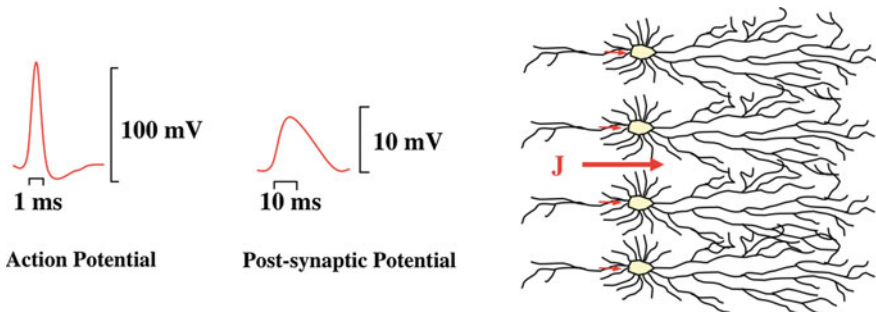 100 mV
1 ms
Action Potential
10 mV
10 ms
Post-synaptic Potential
J